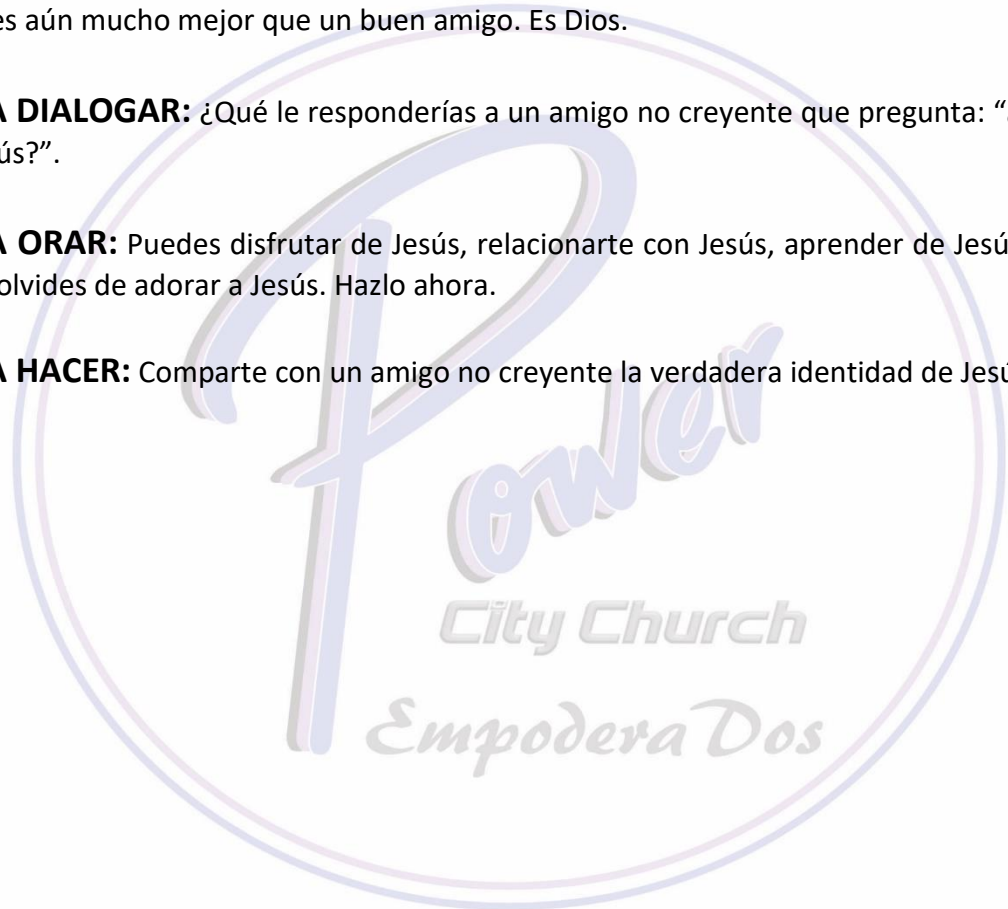 es aún mucho mejor que un buen amigo. Es Dios.
A DIALOGAR: ¿Qué le responderías a un amigo no creyente que pregunta: “
ús?”.
A ORAR: Puedes disfrutar de Jesús, relacionarte con Jesús, aprender de Jesú
olvides de adorar a Jesús. Hazlo ahora.
A HACER: Comparte con un amigo no creyente la verdadera identidad de Jesú
Power
City Church
EmpoderaDos